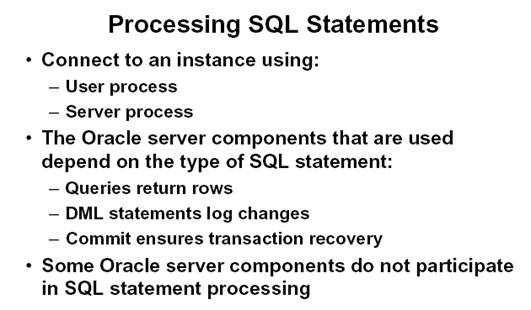 Processing SQL Statements
• Connect to an instance using:
– User process
– Server process
• The Oracle server components that are used
depend on the type of SQL statement:
– Queries return rows
– DML statements log changes
– Commit ensures transaction recovery
• Some Oracle server components do not participate
in SQL statement processing